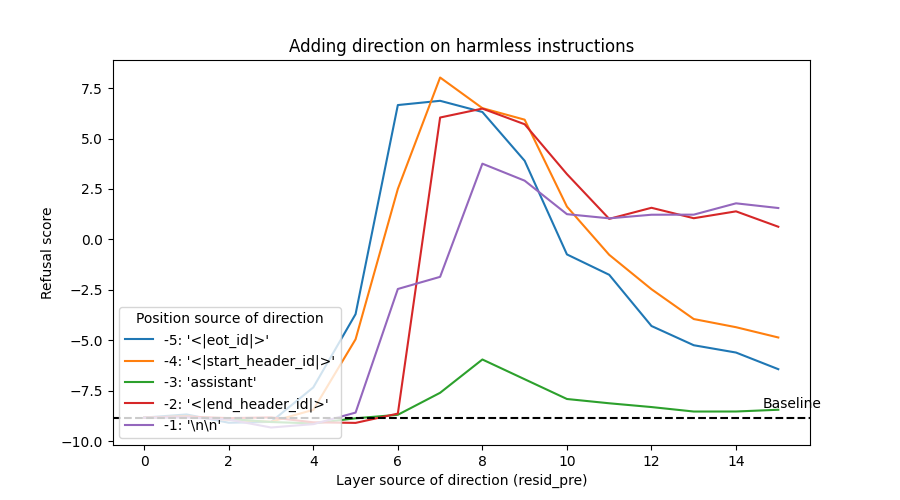 Adding direction on harmless instructions
Refusal score
7.5
5.0
2.5
0.0
−2.5
−5.0
−7.5
−10.0
Position source of direction
-5: '<|eot_id|>'
-4: '<|start_header_id|>'
-3: 'assistant'
-2: '<|end_header_id|>'
-1: '\n\n'
Baseline
0 2 4 6 8 10 12 14
Layer source of direction (resid_pre)